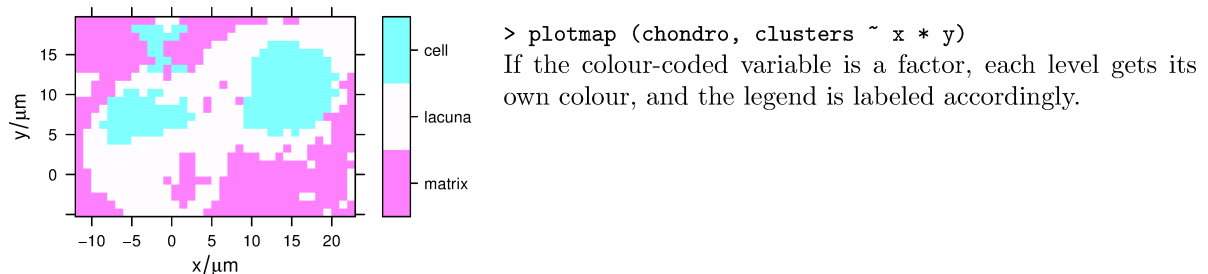 15
10
5
0
y/μm
−10 −5 0 5 10 15 20
x/μm
cell
lacuna
matrix
> plotmap (chondro, clusters ~ x * y)
If the colour-coded variable is a factor, each level gets its
own colour, and the legend is labeled accordingly.